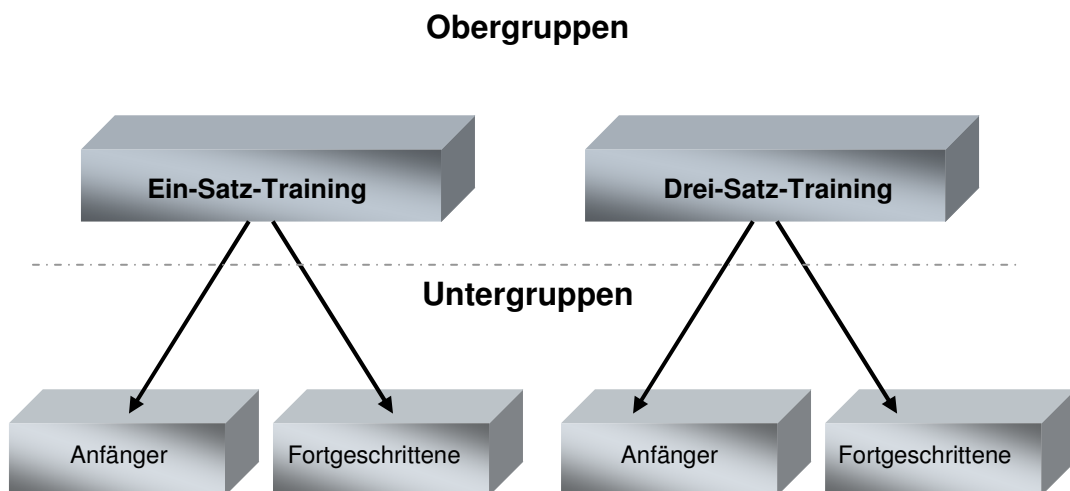 Obergruppen
Ein-Satz-Training
Drei-Satz-Training
Untergruppen
Anfänger
Fortgeschrittene
Anfänger
Fortgeschrittene